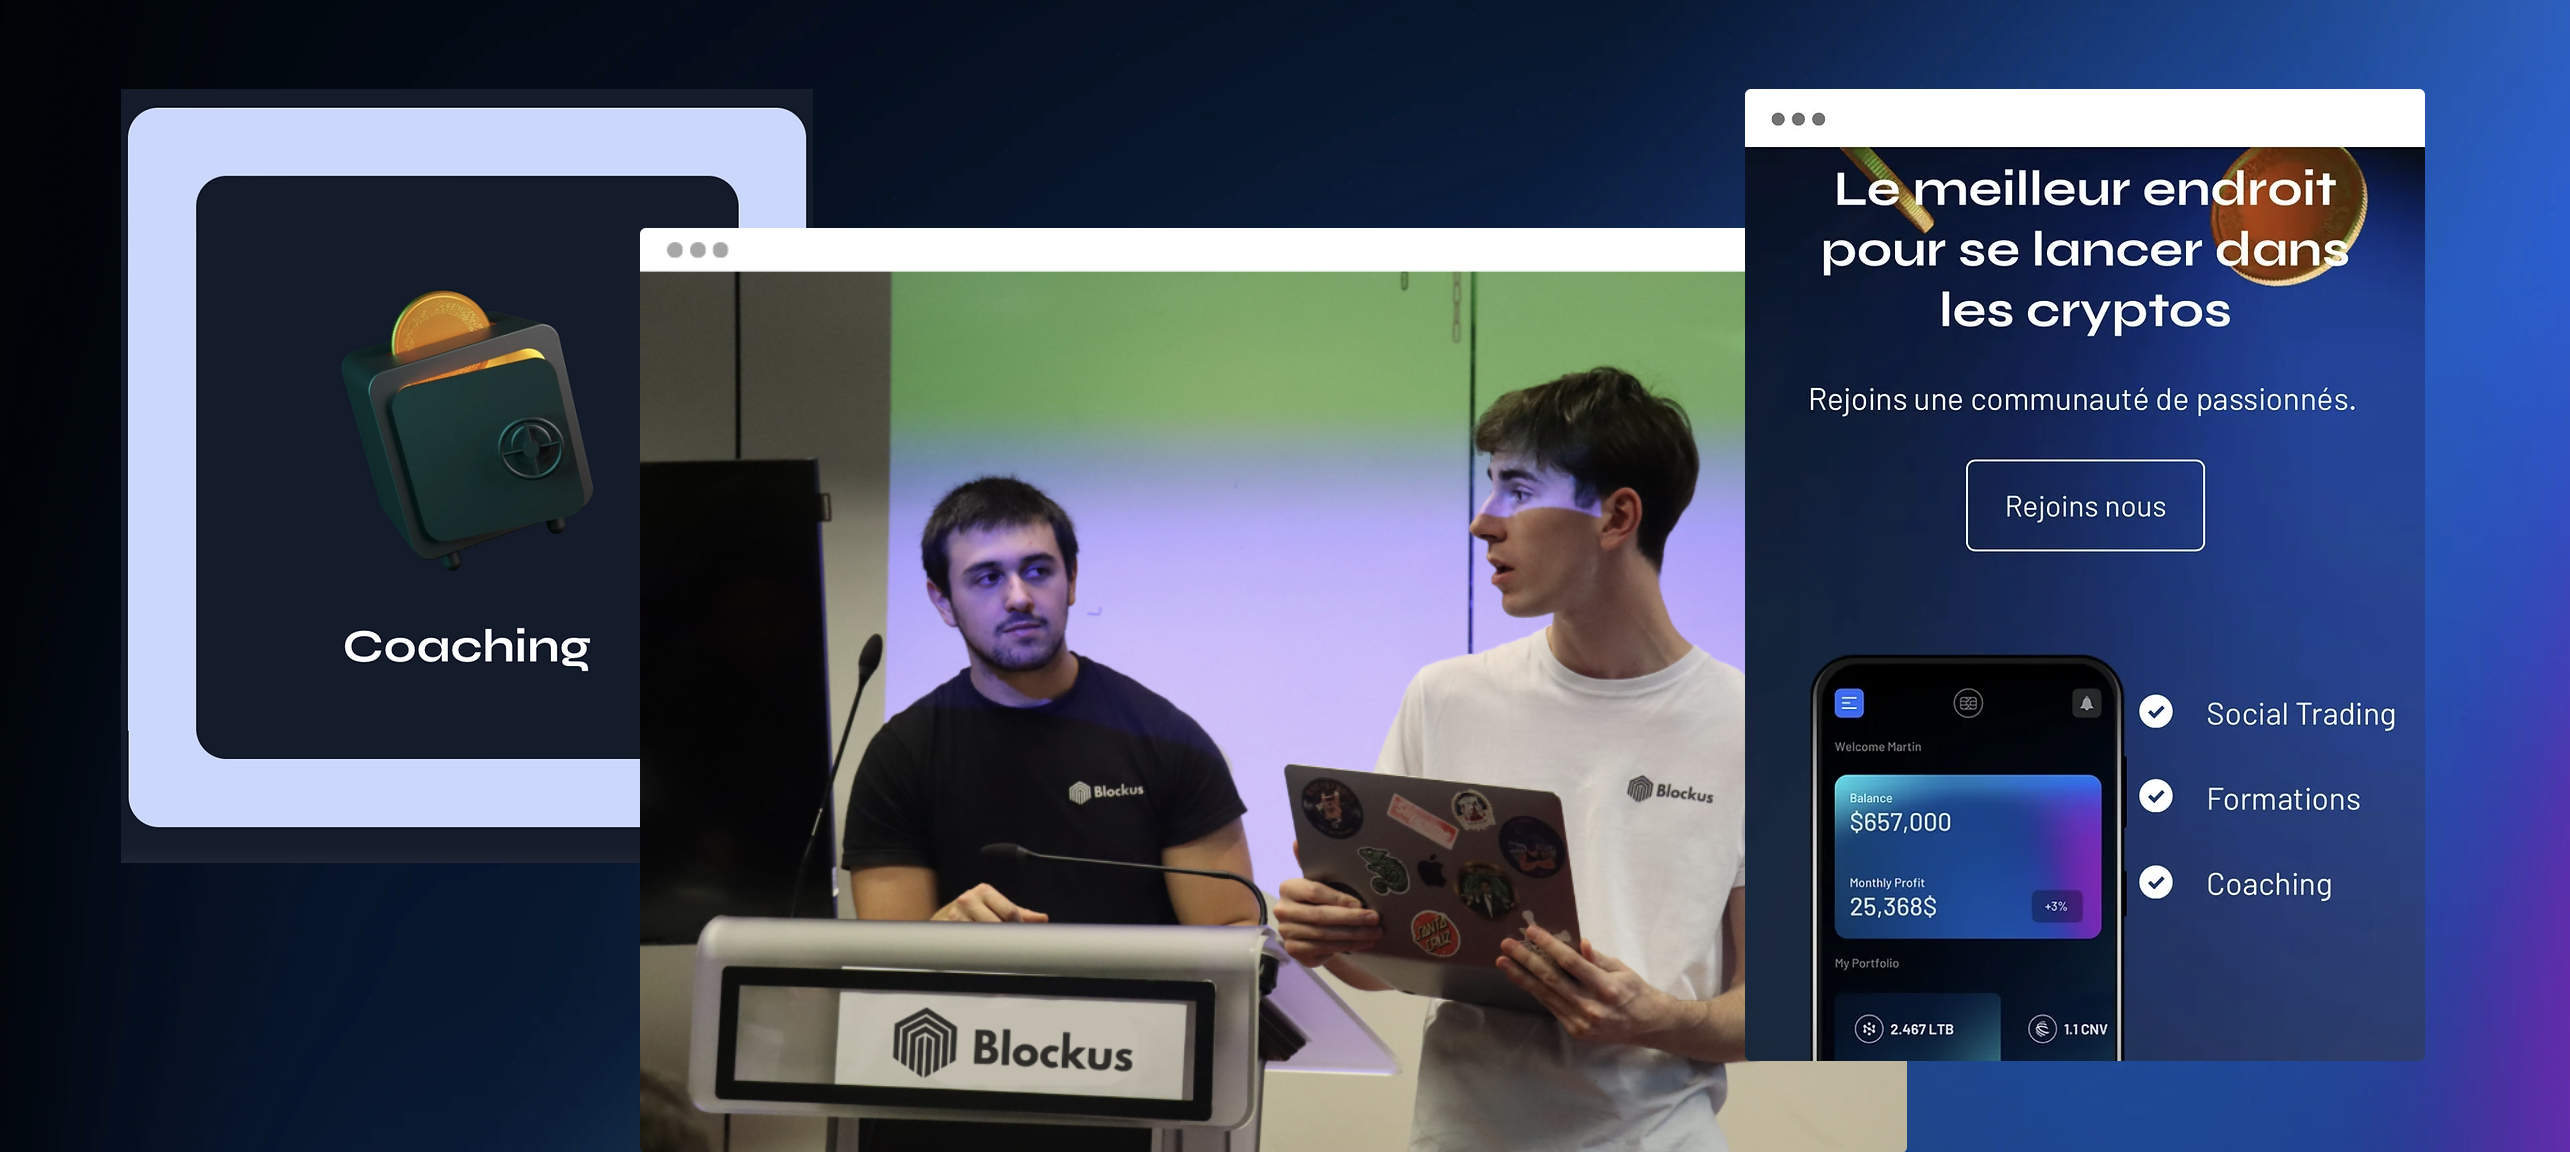 Coaching
Blockus
Blockus
SANTA
CRUZ
Blockus
Le meilleur endroit
pour se lancer dans
les cryptos
Rejoins une communauté de passionnés.
Rejoins nous
Welcome Martin
Balance
$657,000
Monthly Profit
25,368$
+3%
My Portfolio
2.467 LTB
1.1 CNV
Social Trading
Formations
Coaching